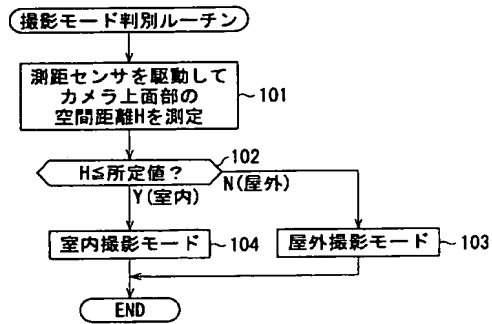 撮影モード判別ルーチン
測距センサを駆動して
カメラ上面部の
空間距離Hを測定
101
H≦所定値？
102
Y(室内)
N(屋外)
室内撮影モード
104
屋外撮影モード
103
END